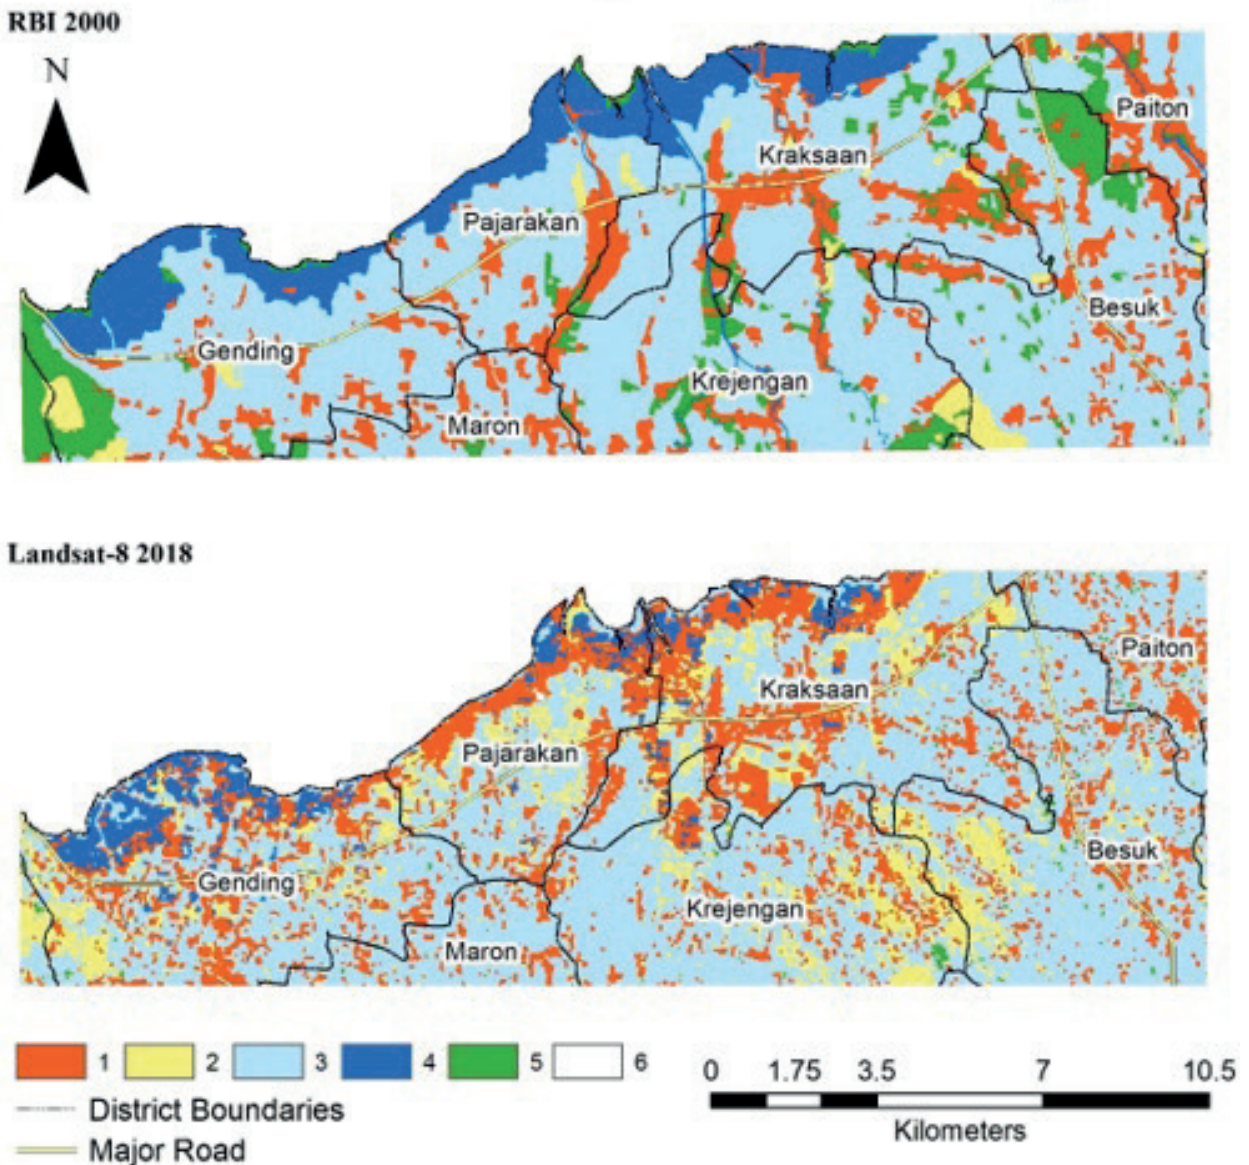 RBI 2000
N
Paiton
Kraksaan
Pajarakan
Besuk
Gending
Krejengan
Maron
Landsat-8 2018
Paiton
Kraksaan
Pajarakan
Besuk
Gending
Krejengan
Maron
1 2 3 4 5 6
0 1.75 3.5 7 10.5
District Boundaries
Kilometers
Major Road